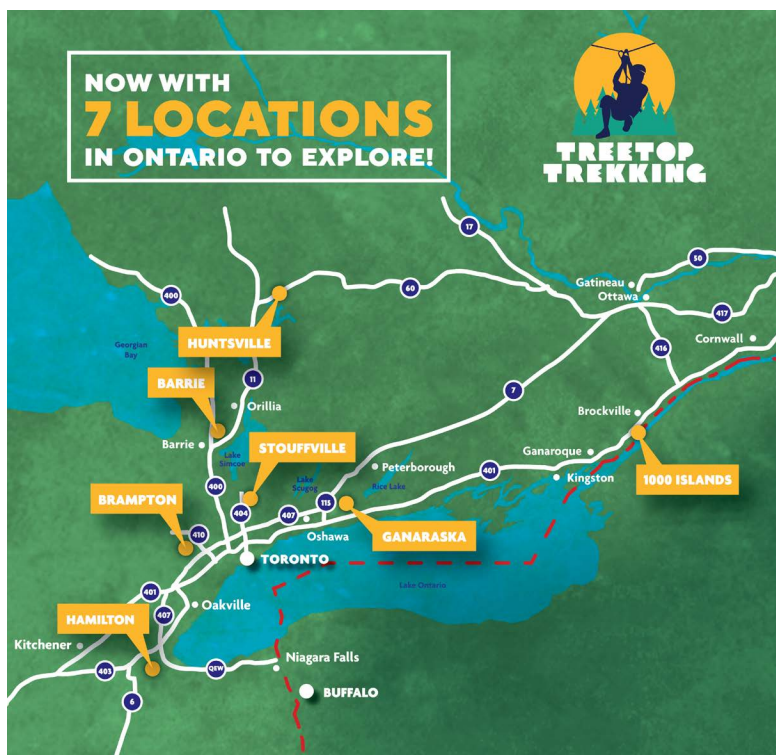 NOW WITH
7 LOCATIONS
IN ONTARIO TO EXPLORE!
TREETOP
TREKKING
17
50
400
60
Gatineau
Ottawa
417
Georgian
Bay
HUNTSVILLE
416
Cornwall
BARRIE
11
7
Orillia
Brockville
Barrie
Lake
Simcoe
STOUFFVILLE
Ganaroque
Peterborough
401
Kingston
1000 ISLANDS
400
Lake
Scugog
Rice Lake
BRAMPTON
404
407
115
Oshawa
GANARASKA
410
TORONTO
401
Lake Ontario
407
Oakville
HAMILTON
Kitchener
403
QEW
Niagara Falls
6
BUFFALO